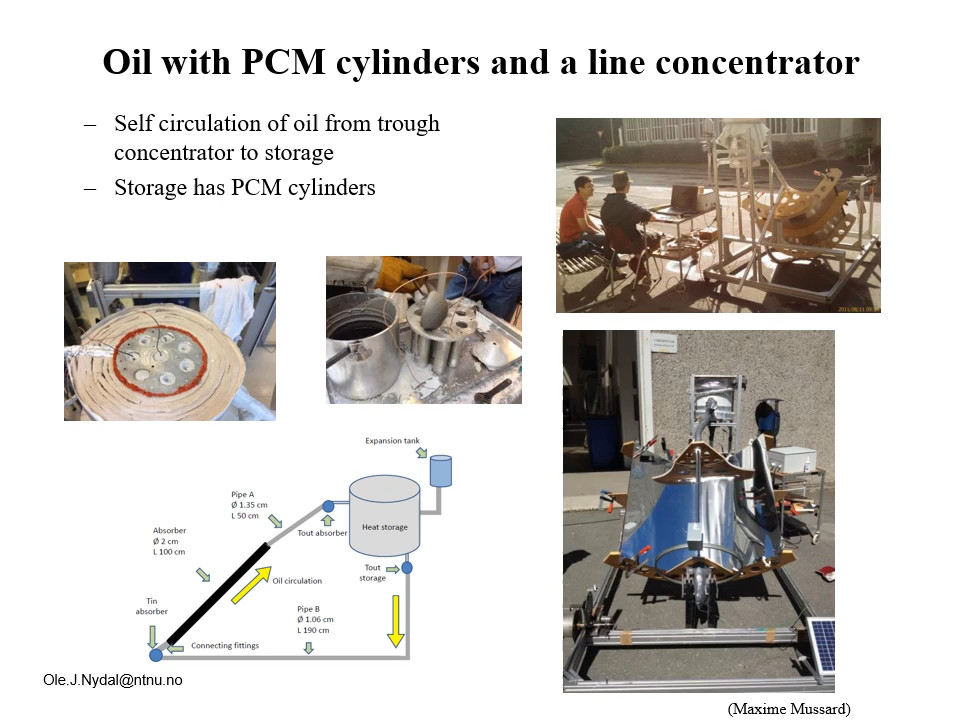 Oil with PCM cylinders and a line concentrator
– Self circulation of oil from trough
concentrator to storage
– Storage has PCM cylinders
Expansion tank
Pipe A
Ø 1.35 cm
L 50 cm
Heat storage
Tout absorber
Absorber
Ø 2 cm
L 100 cm
Tout
storage
Oil circulation
Tin
absorber
Pipe B
Ø 1.06 cm
L 190 cm
Connecting fittings
Ole.J.Nydal@ntnu.no
(Maxime Mussard)